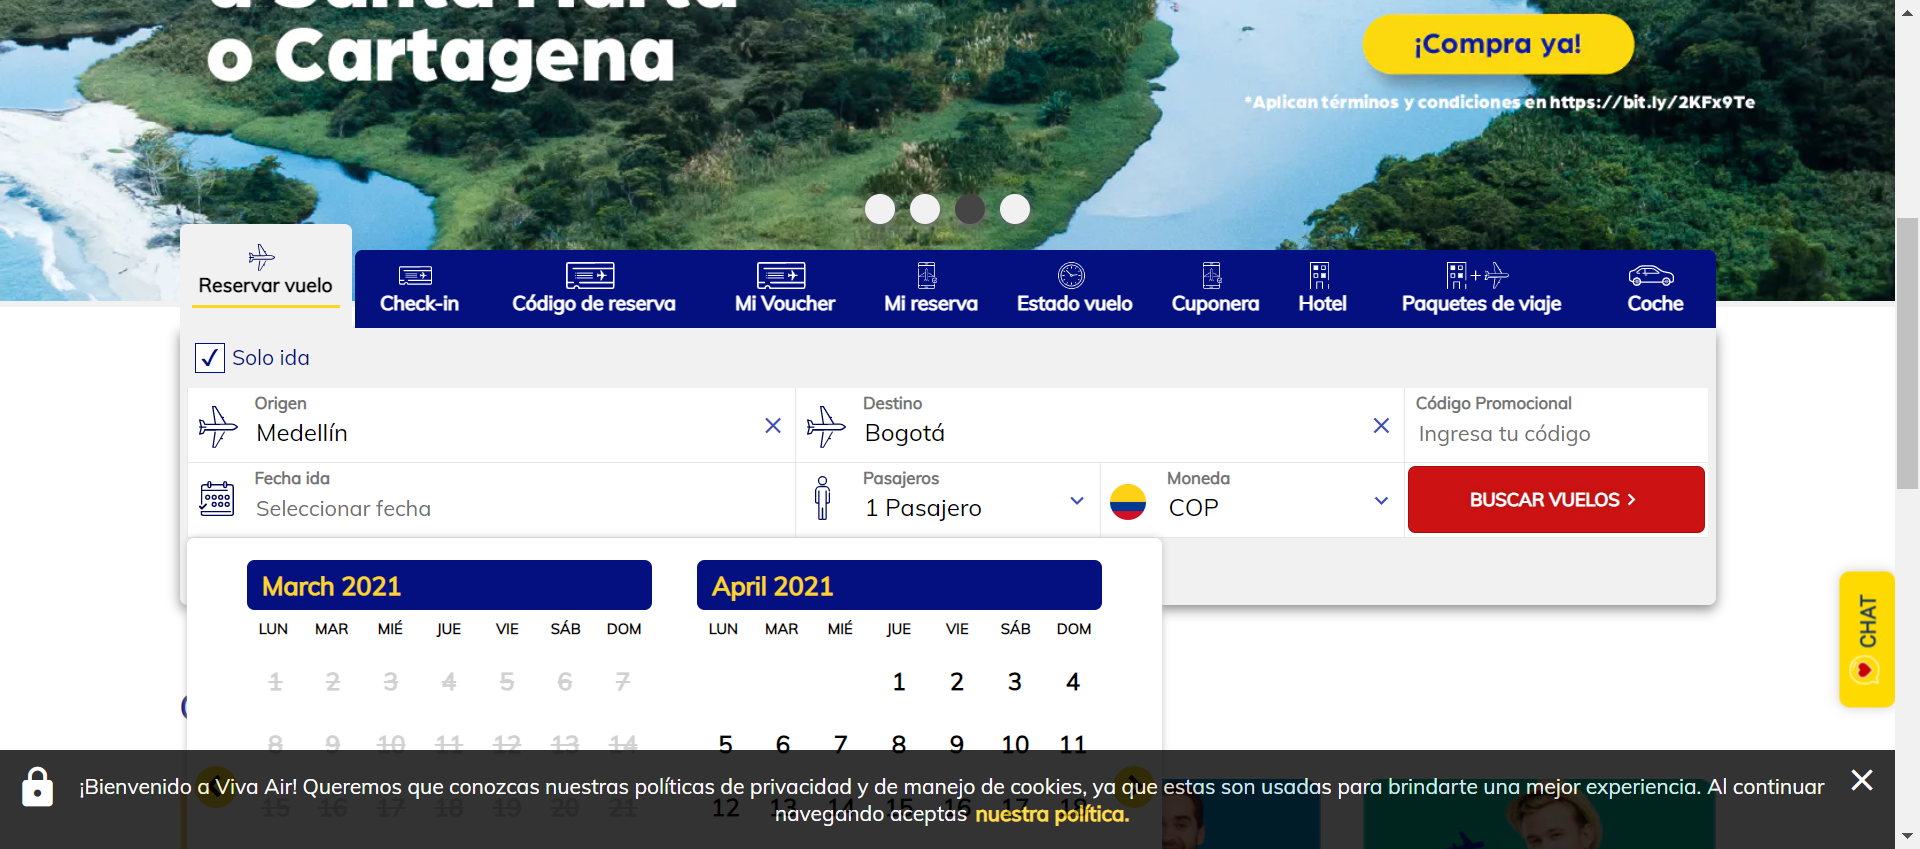 a Santa Marta
o Cartagena
¡Compra ya!
*Aplican términos y condiciones en https://bit.ly/2KFx9Te
Reservar vuelo
Check-in
Código de reserva
Mi Voucher
Mi reserva
Estado vuelo
Cuponera
Hotel
Paquetes de viaje
Coche
Solo ida
Origen
Medellín
Destino
Bogotá
Código Promocional
Ingresa tu código
Fecha ida
Seleccionar fecha
Pasajeros
1 Pasajero
Moneda
COP
BUSCAR VUELOS
March 2021
April 2021
LUN MAR MIÉ JUE VIE SÁB DOM
LUN MAR MIÉ JUE VIE SÁB DOM
1 2 3 4 5 6 7
1 2 3 4
8 9 10 11 12 13 14
5 6 7 8 9 10 11
15 16 17 18 19 20 21
12 13 14 15 16 17 18
CHAT
¡Bienvenido a Viva Air! Queremos que conozcas nuestras políticas de privacidad y de manejo de cookies, ya que estas son usadas para brindarte una mejor experiencia. Al continuar
navegando aceptas nuestra política.